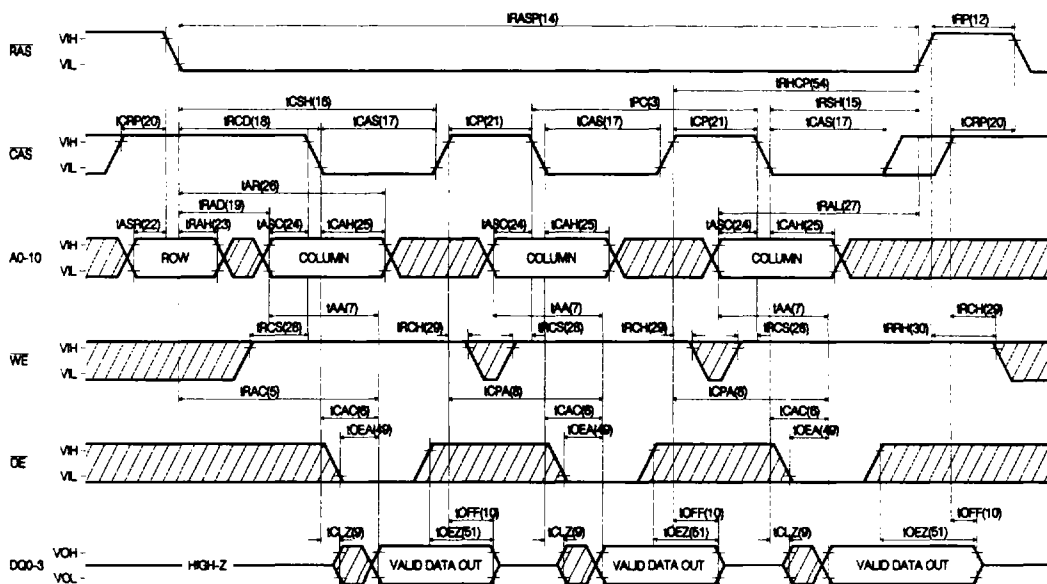 tRASP(14) tRP(12)
RAS VIH VIL
tRHCP(54)
tCSH(16) tPC(3) tRSH(15)
tCRP(20) tRCD(18) tCAS(17) tCP(21) tCAS(17) tCP(21) tCAS(17) tCRP(20)
CAS VIH VIL
tAR(26)
tRAD(19) tRAL(27)
tASR(22) tRAH(23) tASC(24) tCAH(25) tASC(24) tCAH(25) tASC(24) tCAH(25)
A0-10 VIH VIL ROW COLUMN COLUMN COLUMN
tAA(7) tAA(7) tAA(7) tRCH(29)
tRCS(28) tRCH(29) tRCS(28) tRCH(29) tRCS(28) tRRH(30)
WE VIH VIL
tRAC(5) tCPA(8) tCPA(8)
tCAC(6) tCAC(6) tCAC(6)
tOEA(49) tOEA(49) tOEA(49)
OE VIH VIL
tOFF(10) tOFF(10) tOFF(10)
tCLZ(9) tOEZ(51) tCLZ(9) tOEZ(51) tCLZ(9) tOEZ(51)
DQ0-3 VOH VOL HIGH-Z VALID DATA OUT VALID DATA OUT VALID DATA OUT